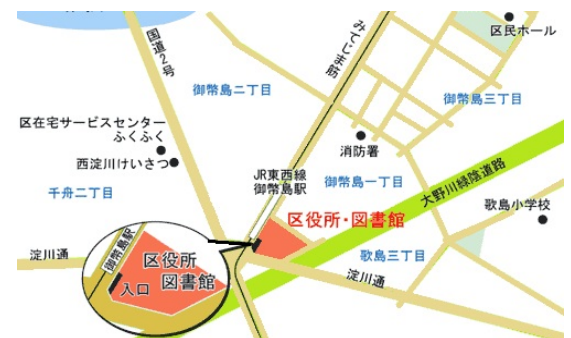 区民ホール
国道2号
みてじま筋
御幣島二丁目
御幣島三丁目
区在宅サービスセンター
ふくふく
西淀川けいさつ
消防署
JR東西線
御幣島駅
御幣島一丁目
大野川緑陰道路
千舟二丁目
歌島小学校
区役所・図書館
淀川通
御幣島駅
区役所
図書館
入口
歌島三丁目
淀川通